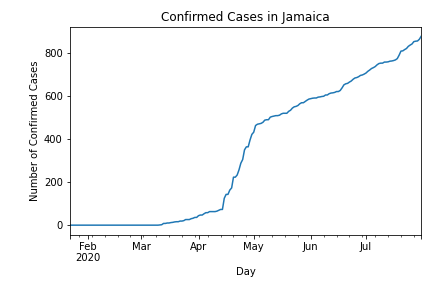 Confirmed Cases in Jamaica
Number of Confirmed Cases
800
600
400
200
0
Feb Mar Apr May Jun Jul
2020
Day